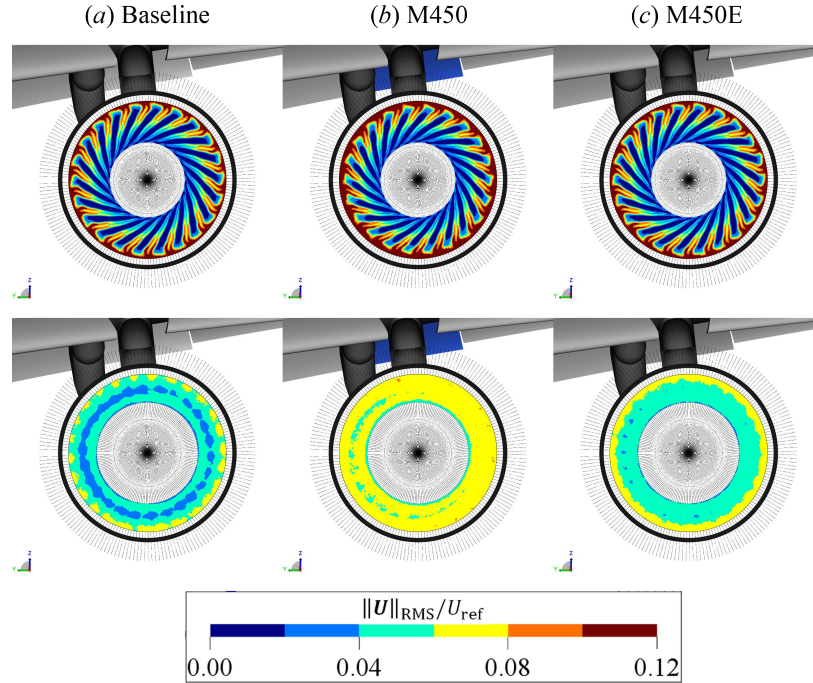 (a) Baseline (b) M450 (c) M450E
Z Z Z
Y Y Y
Z Z Z
Y Y Y
‖U‖RMS/Uref
0.00 0.04 0.08 0.12